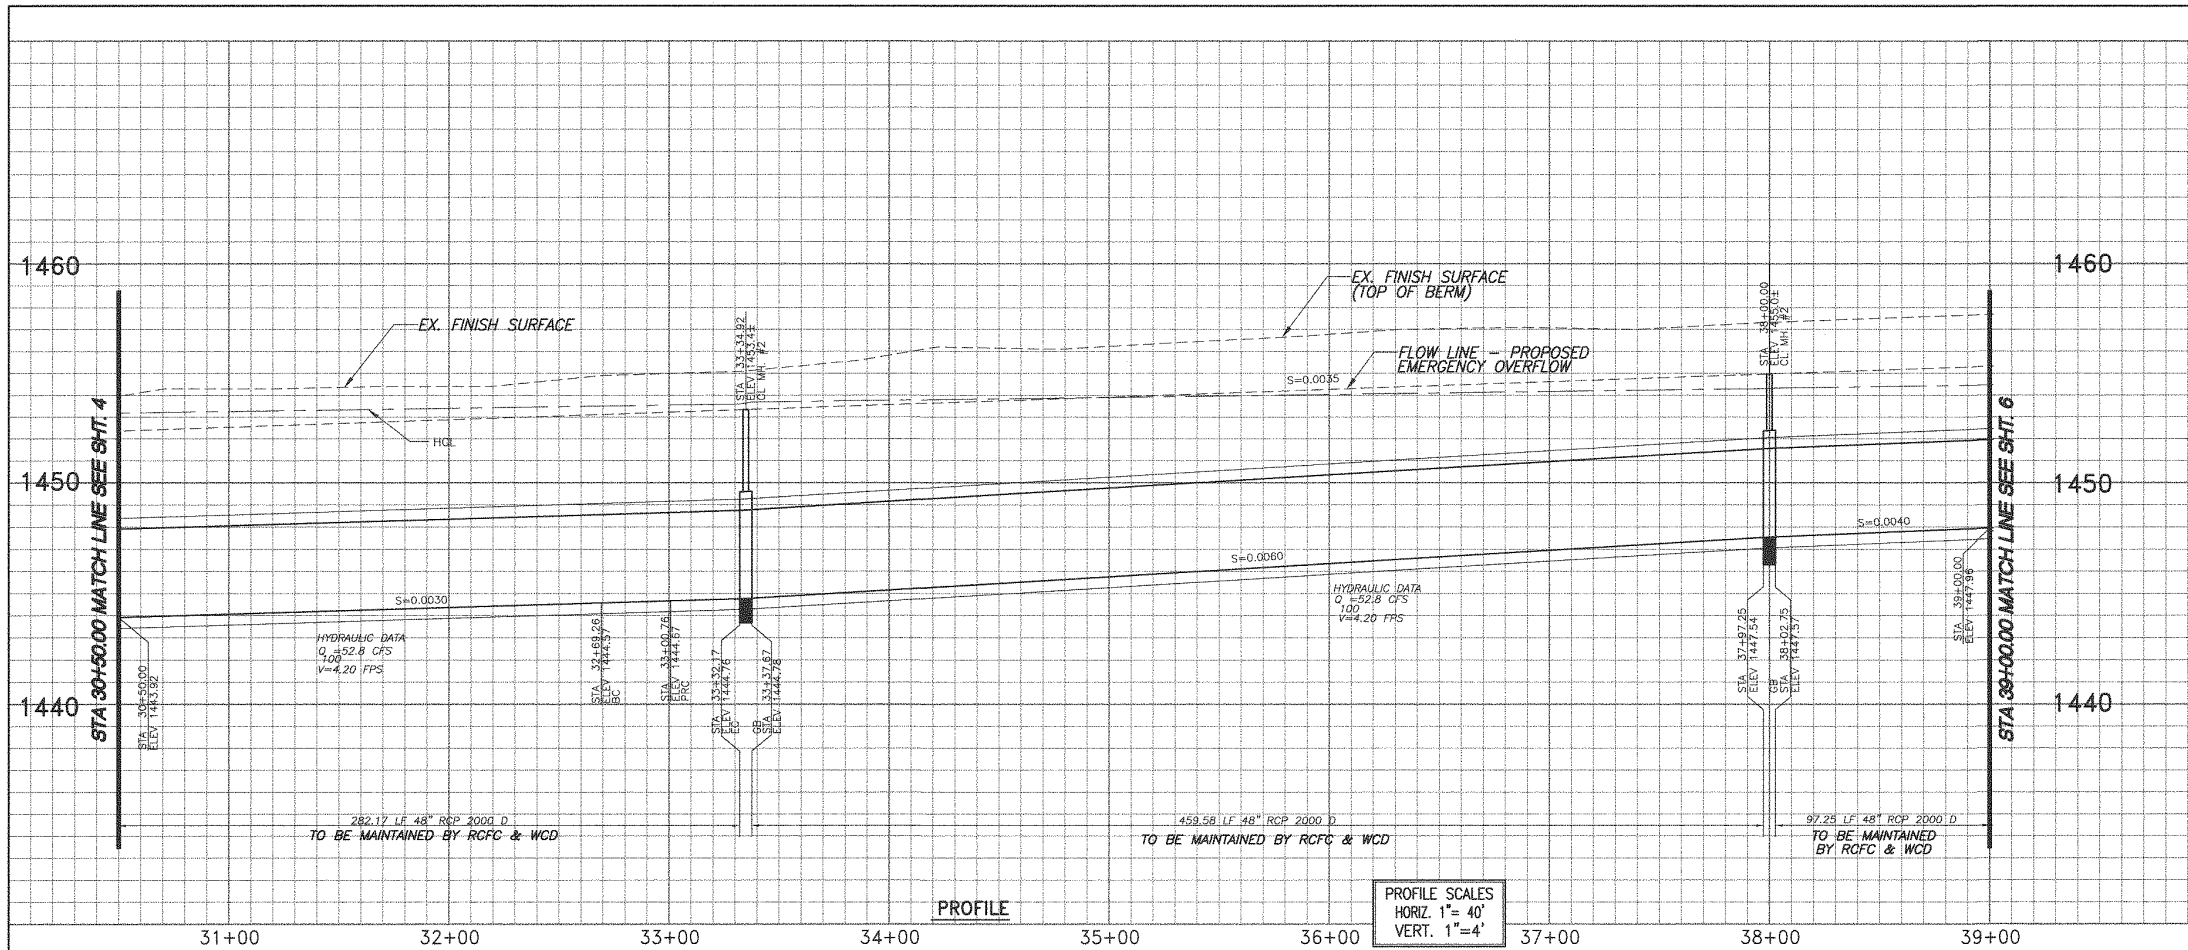 1460
1450
1440
STA 30+50.00 MATCH LINE SEE SHT. 4
EX. FINISH SURFACE
HGL
STA 33+34.92
ELEV 1453.4±
CL MH #2
EX. FINISH SURFACE
(TOP OF BERM)
FLOW LINE - PROPOSED
EMERGENCY OVERFLOW
S=0.0035
STA 38+00.00
ELEV 1455.0±
CL MH #2
1460
1450
1440
STA 39+00.00 MATCH LINE SEE SHT. 6
S=0.0030
S=0.0060
S=0.0040
HYDRAULIC DATA
Q =52.8 CFS
100
V=4.20 FPS
HYDRAULIC DATA
Q =52.8 CFS
100
V=4.20 FPS
STA 30+50.00
ELEV 1443.92
STA 32+69.26
ELEV 1444.57
BC
STA 33+00.76
ELEV 1444.67
PRC
STA 33+32.17
ELEV 1444.76
EC
GB
STA 33+37.67
ELEV 1444.78
STA 37+97.25
ELEV 1447.54
GB
STA 38+02.75
ELEV 1447.57
STA 39+00.00
ELEV 1447.96
282.17 LF 48" RCP 2000 D
TO BE MAINTAINED BY RCFC & WCD
459.58 LF 48" RCP 2000 D
TO BE MAINTAINED BY RCFC & WCD
97.25 LF 48" RCP 2000 D
TO BE MAINTAINED
BY RCFC & WCD
PROFILE
PROFILE SCALES
HORIZ. 1"= 40'
VERT. 1"=4'
31+00 32+00 33+00 34+00 35+00 36+00 37+00 38+00 39+00